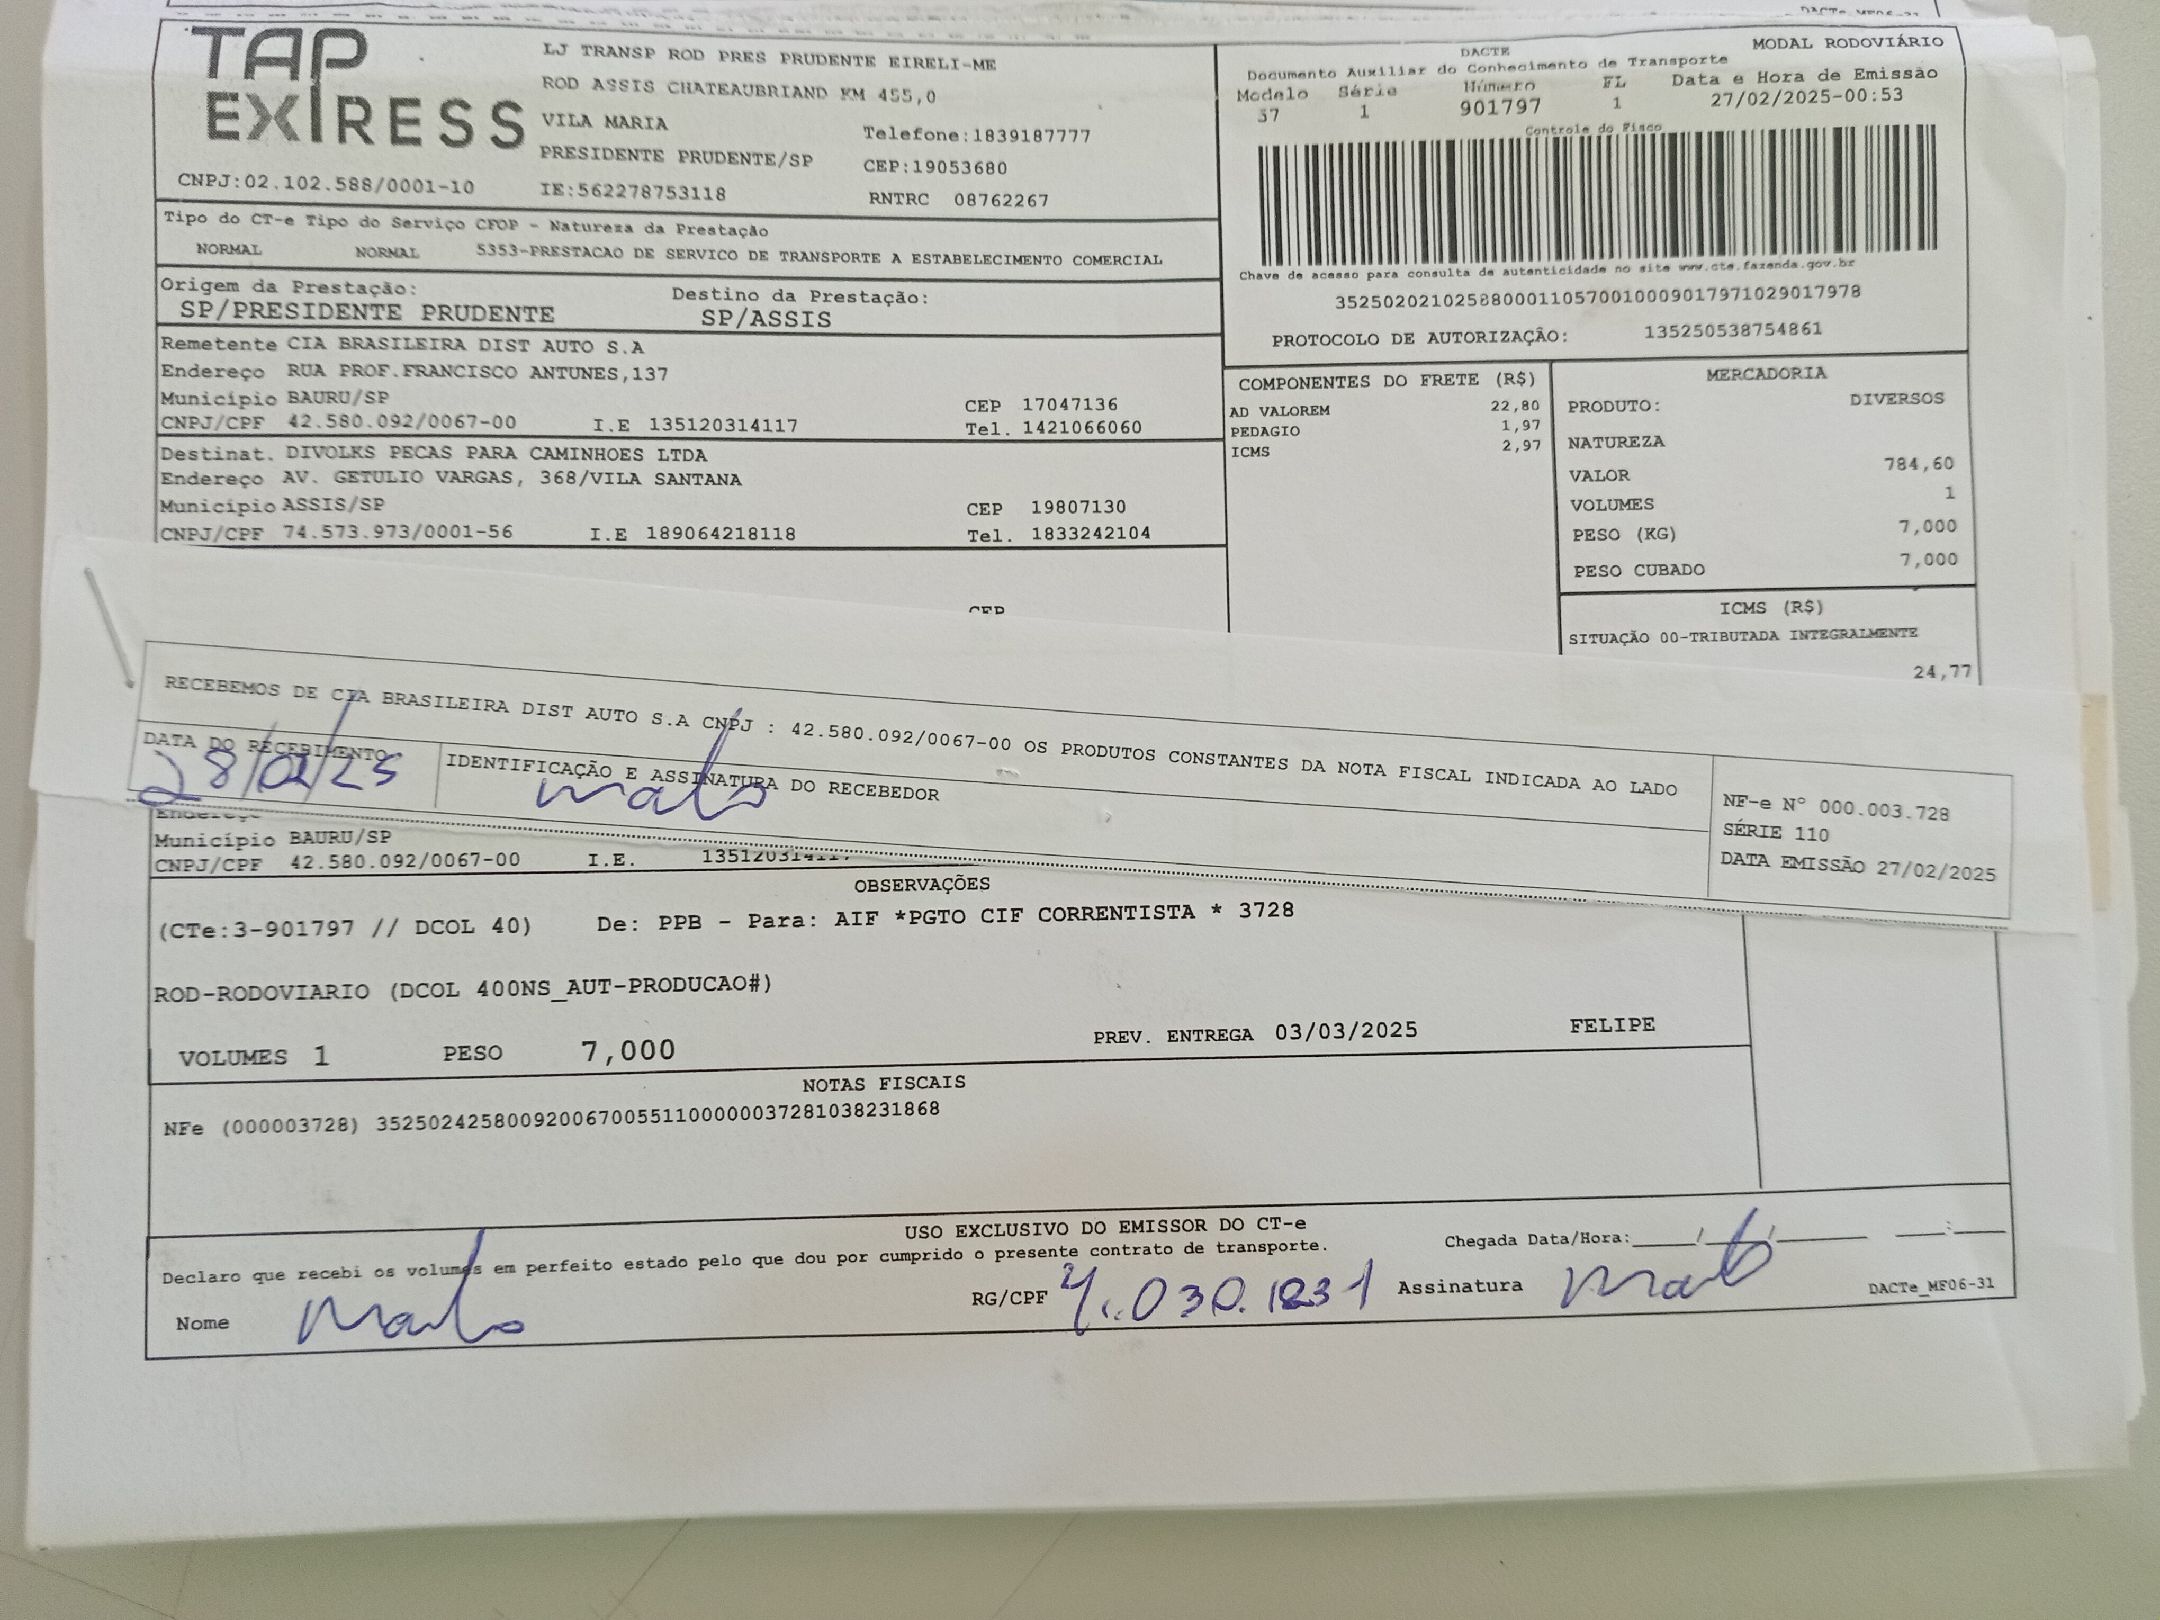 TAP
EXPRESS
CNPJ:02.102.588/0001-10
LJ TRANSP ROD PRES PRUDENTE EIRELI-ME
ROD ASSIS CHATEAUBRIAND KM 455,0
VILA MARIA
Telefone:1839187777
PRESIDENTE PRUDENTE/SP
CEP:19053680
IE:562278753118
RNTRC 08762267
DACTE
MODAL RODOVIÁRIO
Documento Auxiliar do Conhecimento de Transporte
Modelo Série Número FL Data e Hora de Emissão
57 1 901797 1 27/02/2025-00:53
Controle do Fisco
Chave de acesso para consulta de autenticidade no site www.cte.fazenda.gov.br
35250202102588000110570010009017971029017978
PROTOCOLO DE AUTORIZAÇÃO: 135250538754861
Tipo do CT-e Tipo do Serviço CFOP - Natureza da Prestação
NORMAL NORMAL 5353-PRESTACAO DE SERVICO DE TRANSPORTE A ESTABELECIMENTO COMERCIAL
Origem da Prestação: Destino da Prestação:
SP/PRESIDENTE PRUDENTE SP/ASSIS
Remetente CIA BRASILEIRA DIST AUTO S.A
Endereço RUA PROF.FRANCISCO ANTUNES,137
Município BAURU/SP CEP 17047136
CNPJ/CPF 42.580.092/0067-00 I.E 135120314117 Tel. 1421066060
Destinat. DIVOLKS PECAS PARA CAMINHOES LTDA
Endereço AV. GETULIO VARGAS, 368/VILA SANTANA
Município ASSIS/SP CEP 19807130
CNPJ/CPF 74.573.973/0001-56 I.E 189064218118 Tel. 1833242104
CEP
COMPONENTES DO FRETE (R$)
AD VALOREM 22,80
PEDAGIO 1,97
ICMS 2,97
MERCADORIA
PRODUTO: DIVERSOS
NATUREZA
VALOR 784,60
VOLUMES 1
PESO (KG) 7,000
PESO CUBADO 7,000
ICMS (R$)
SITUAÇÃO 00-TRIBUTADA INTEGRALMENTE
24,77
RECEBEMOS DE CIA BRASILEIRA DIST AUTO S.A CNPJ : 42.580.092/0067-00 OS PRODUTOS CONSTANTES DA NOTA FISCAL INDICADA AO LADO
DATA DO RECEBIMENTO
28/02/25
IDENTIFICAÇÃO E ASSINATURA DO RECEBEDOR
NF-e N° 000.003.728
SÉRIE 110
DATA EMISSÃO 27/02/2025
Endereço
Município BAURU/SP
CNPJ/CPF 42.580.092/0067-00 I.E. 135120314117
OBSERVAÇÕES
(CTe:3-901797 // DCOL 40) De: PPB - Para: AIF *PGTO CIF CORRENTISTA * 3728
ROD-RODOVIARIO (DCOL 400NS_AUT-PRODUCAO#)
VOLUMES 1 PESO 7,000 PREV. ENTREGA 03/03/2025 FELIPE
NOTAS FISCAIS
NFe (000003728) 35250242580092006700551100000037281038231868
USO EXCLUSIVO DO EMISSOR DO CT-e
Declaro que recebi os volumes em perfeito estado pelo que dou por cumprido o presente contrato de transporte.
Chegada Data/Hora:_____/_____/_______ ____:____
Nome
RG/CPF
Assinatura
DACTe_MF06-31